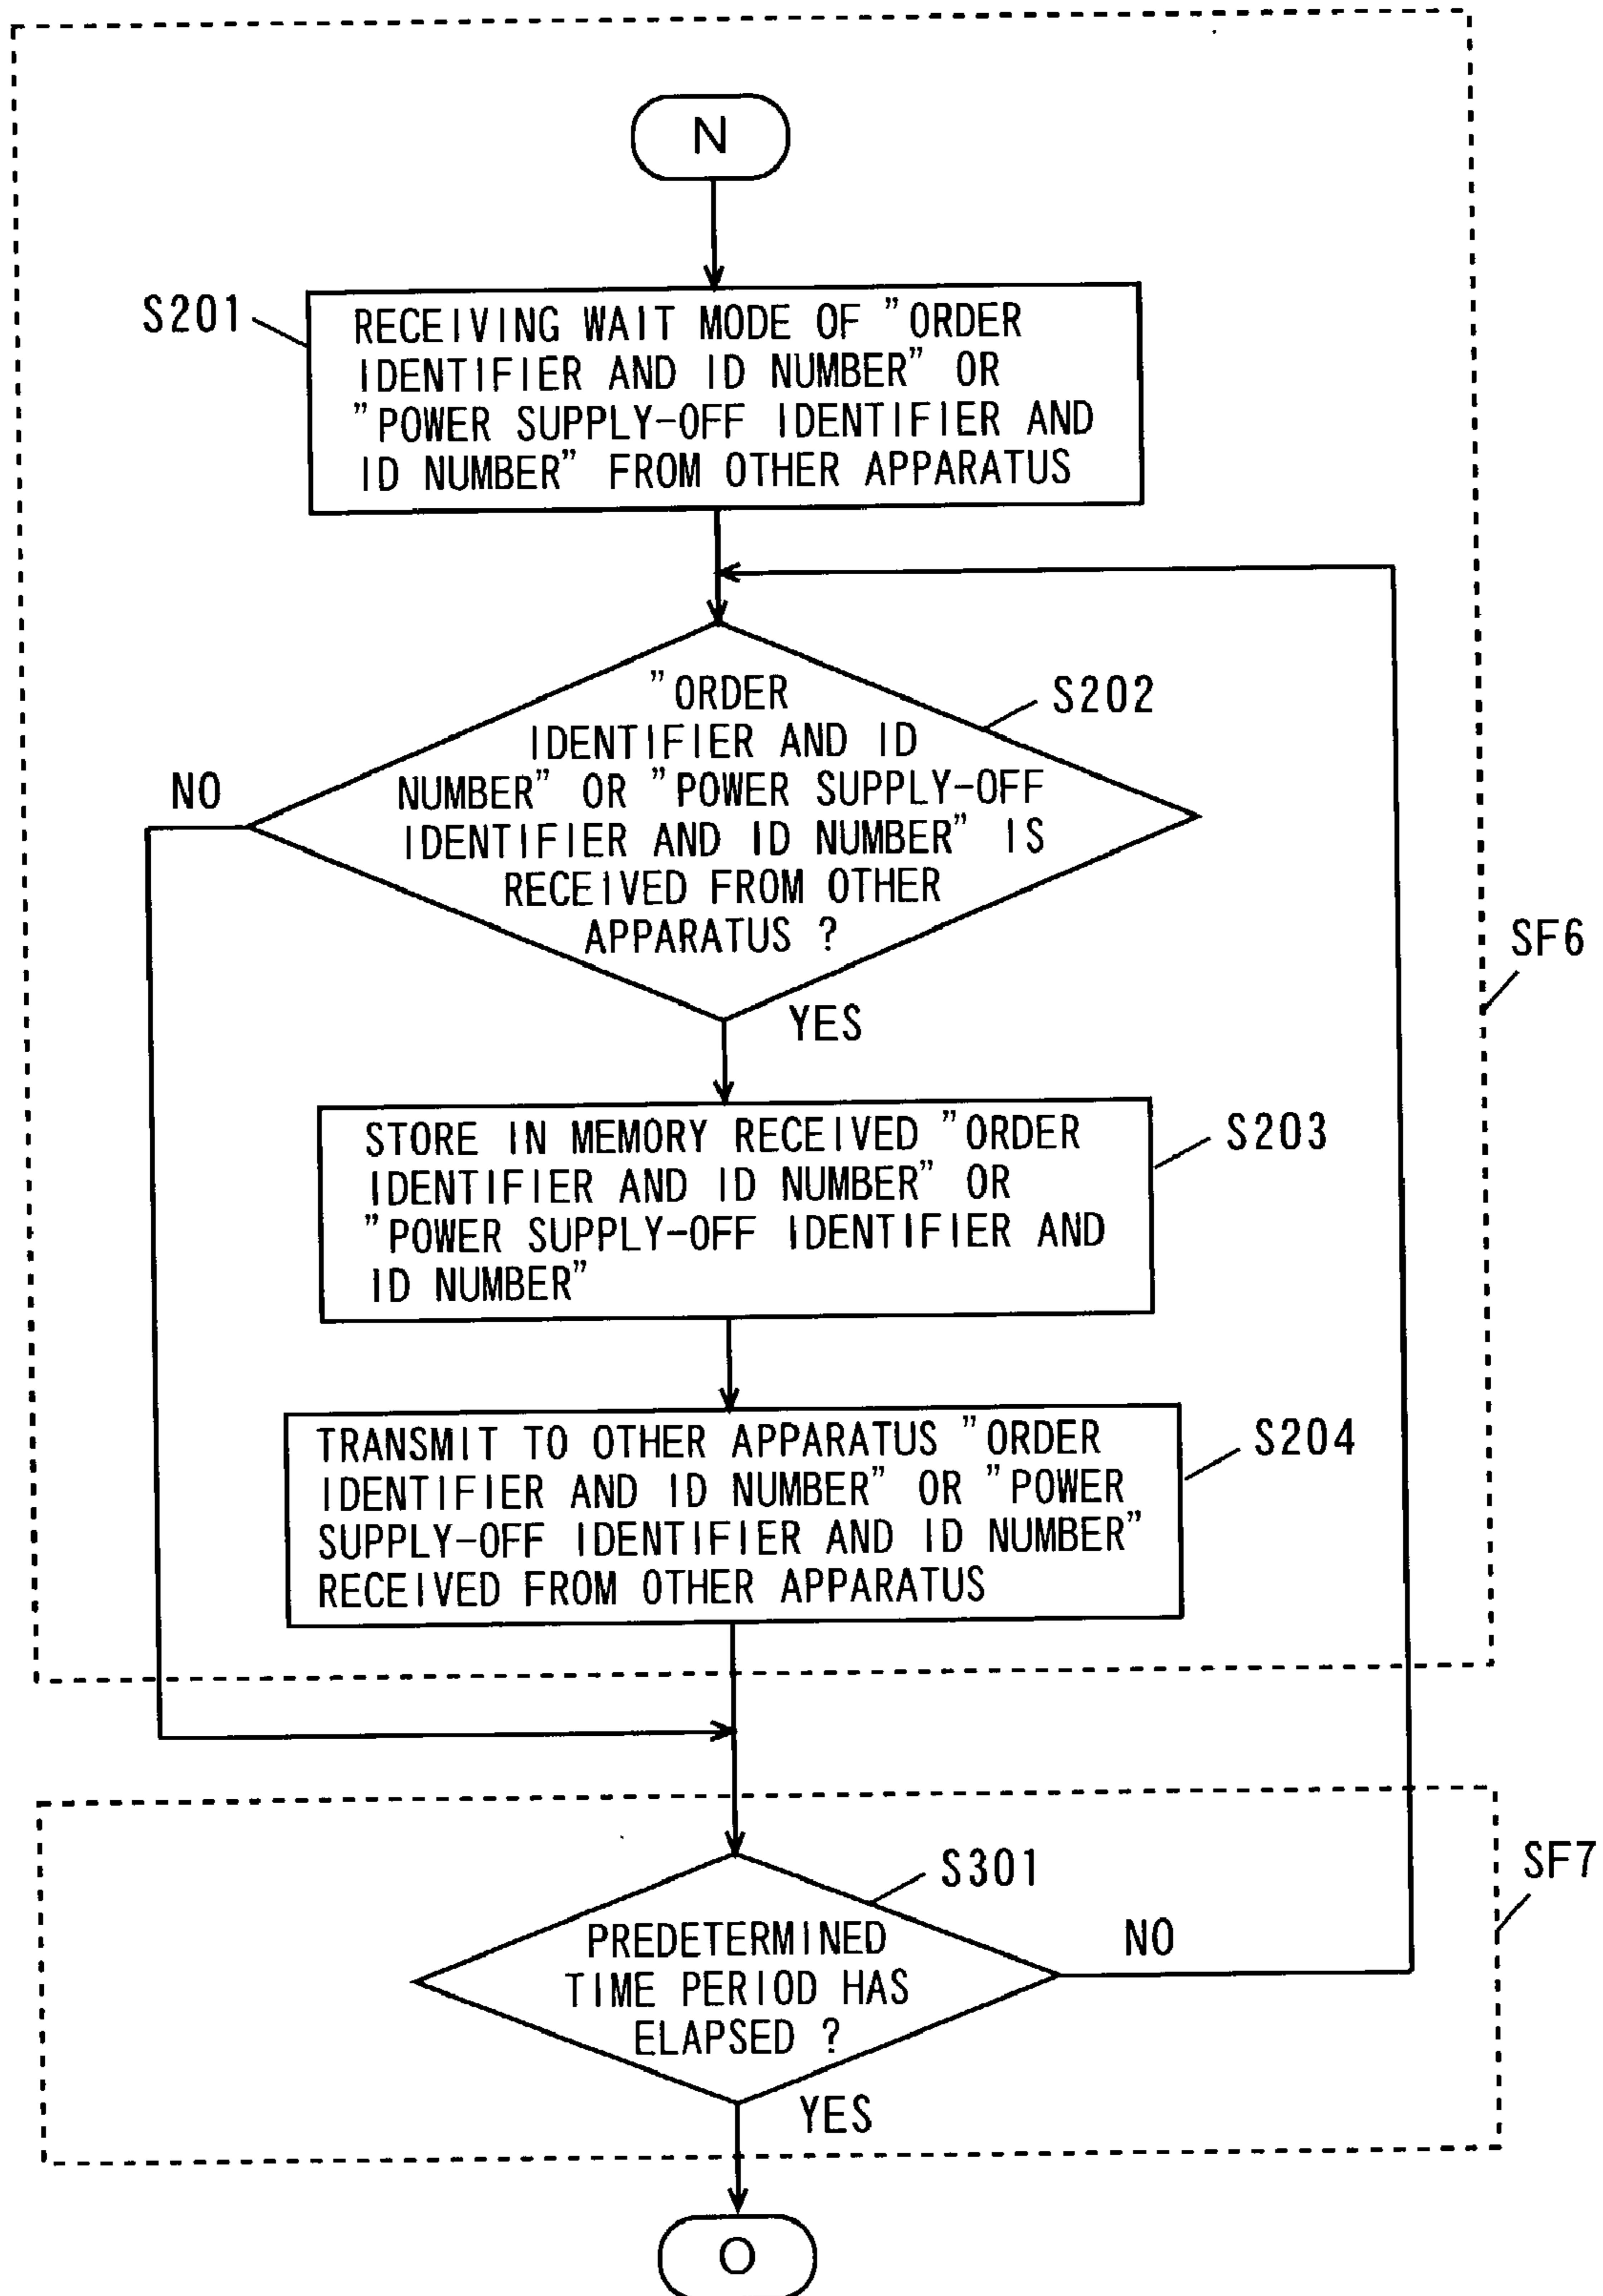 N
S201
RECEIVING WAIT MODE OF "ORDER
IDENTIFIER AND ID NUMBER" OR
"POWER SUPPLY-OFF IDENTIFIER AND
ID NUMBER" FROM OTHER APPARATUS
"ORDER
IDENTIFIER AND ID
NUMBER" OR "POWER SUPPLY-OFF
IDENTIFIER AND ID NUMBER" IS
RECEIVED FROM OTHER
APPARATUS ?
S202
NO
SF6
YES
STORE IN MEMORY RECEIVED "ORDER
IDENTIFIER AND ID NUMBER" OR
"POWER SUPPLY-OFF IDENTIFIER AND
ID NUMBER"
S203
TRANSMIT TO OTHER APPARATUS "ORDER
IDENTIFIER AND ID NUMBER" OR "POWER
SUPPLY-OFF IDENTIFIER AND ID NUMBER"
RECEIVED FROM OTHER APPARATUS
S204
SF7
S301
PREDETERMINED
TIME PERIOD HAS
ELAPSED ?
NO
YES
O